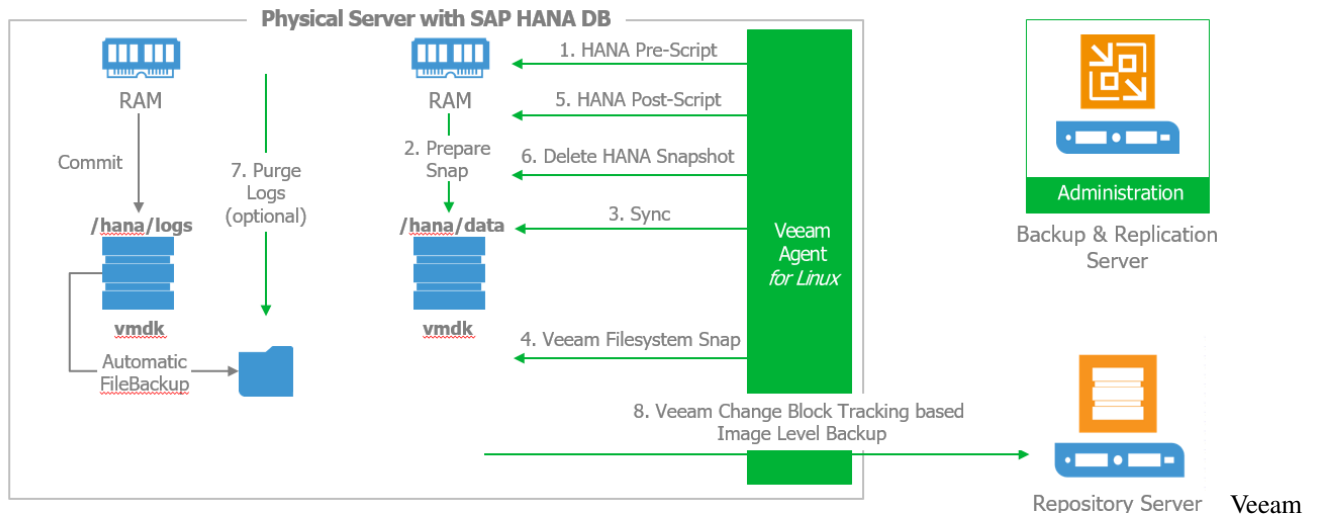 Physical Server with SAP HANA DB
RAM
Commit
/hana/logs
vmdk
Automatic
FileBackup
7. Purge
Logs
(optional)
RAM
2. Prepare
Snap
/hana/data
vmdk
1. HANA Pre-Script
5. HANA Post-Script
6. Delete HANA Snapshot
3. Sync
4. Veeam Filesystem Snap
Veeam
Agent
for Linux
8. Veeam Change Block Tracking based
Image Level Backup
Administration
Backup & Replication
Server
Repository Server
Veeam